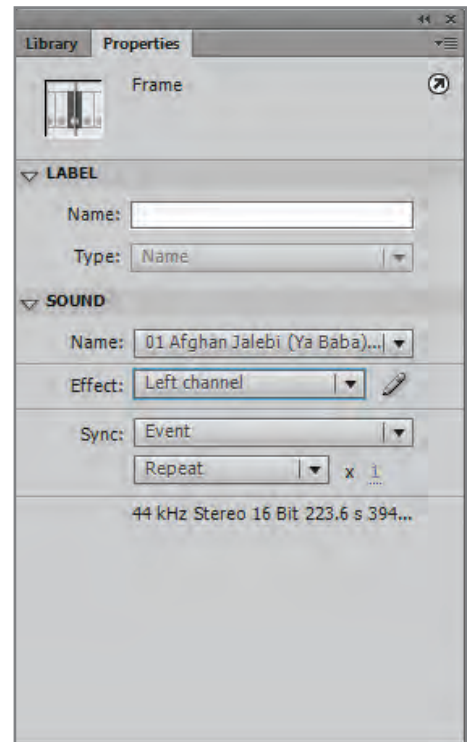 Library Properties
Frame
LABEL
Name:
Type: Name
SOUND
Name: 01 Afghan Jalebi (Ya Baba)...
Effect: Left channel
Sync: Event
Repeat x 1
44 kHz Stereo 16 Bit 223.6 s 394...